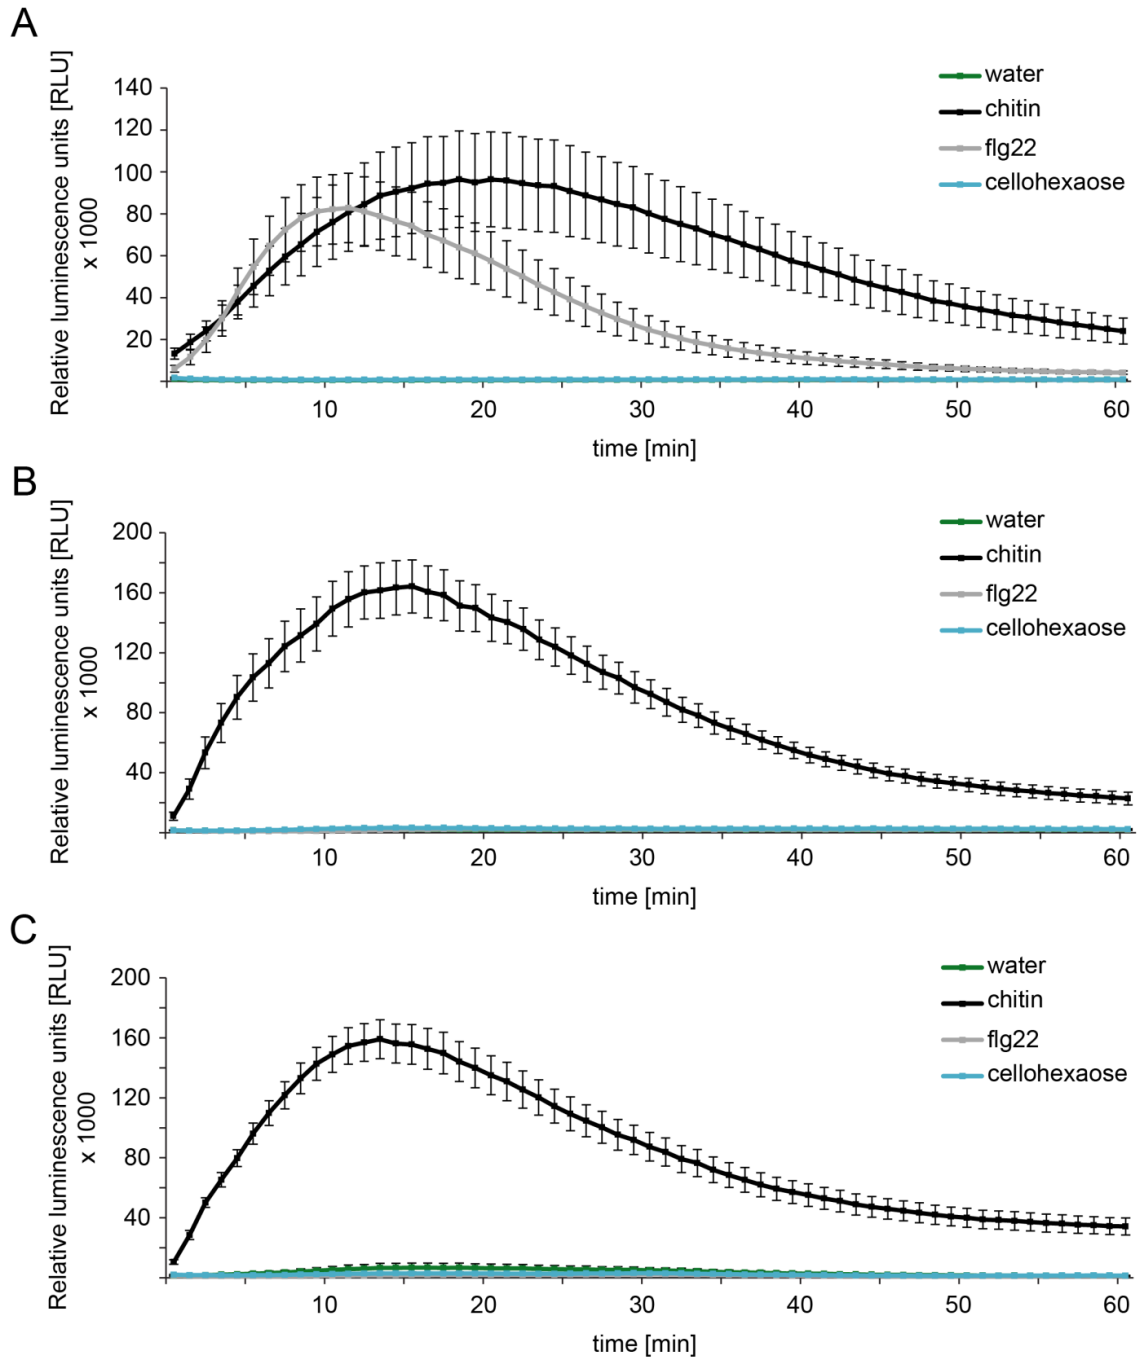 A
Relative luminescence units [RLU]
x 1000
140
120
100
80
60
40
20
10 20 30 40 50 60
time [min]
water
chitin
flg22
cellohexaose
B
Relative luminescence units [RLU]
x 1000
200
160
120
80
40
10 20 30 40 50 60
time [min]
water
chitin
flg22
cellohexaose
C
Relative luminescence units [RLU]
x 1000
200
160
120
80
40
10 20 30 40 50 60
time [min]
water
chitin
flg22
cellohexaose